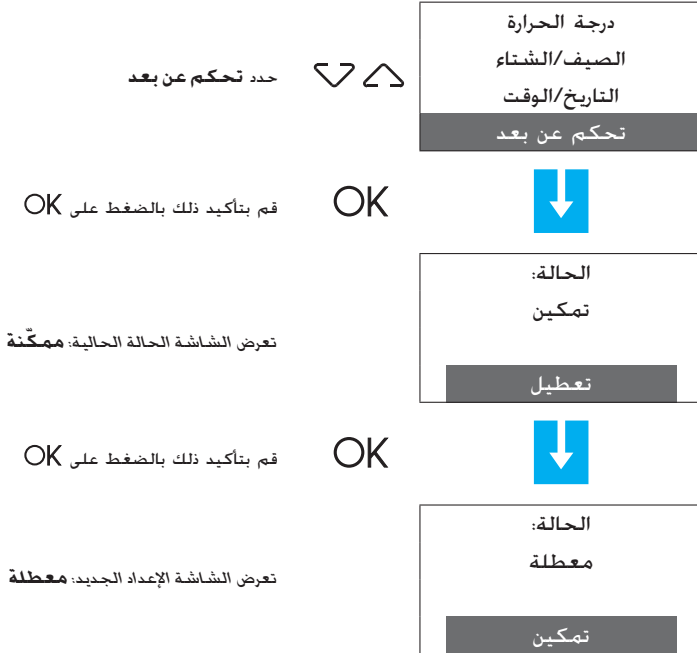 درجة الحرارة
الصيف/الشتاء
التاريخ/الوقت
تحكم عن بعد
حدد تحكم عن بعد
OK
قم بتأكيد ذلك بالضغط على OK
الحالة:
تمكين
تعطيل
تعرض الشاشة الحالة الحالية: ممكّنة
OK
قم بتأكيد ذلك بالضغط على OK
الحالة:
معطلة
تمكين
تعرض الشاشة الإعداد الجديد: معطلة